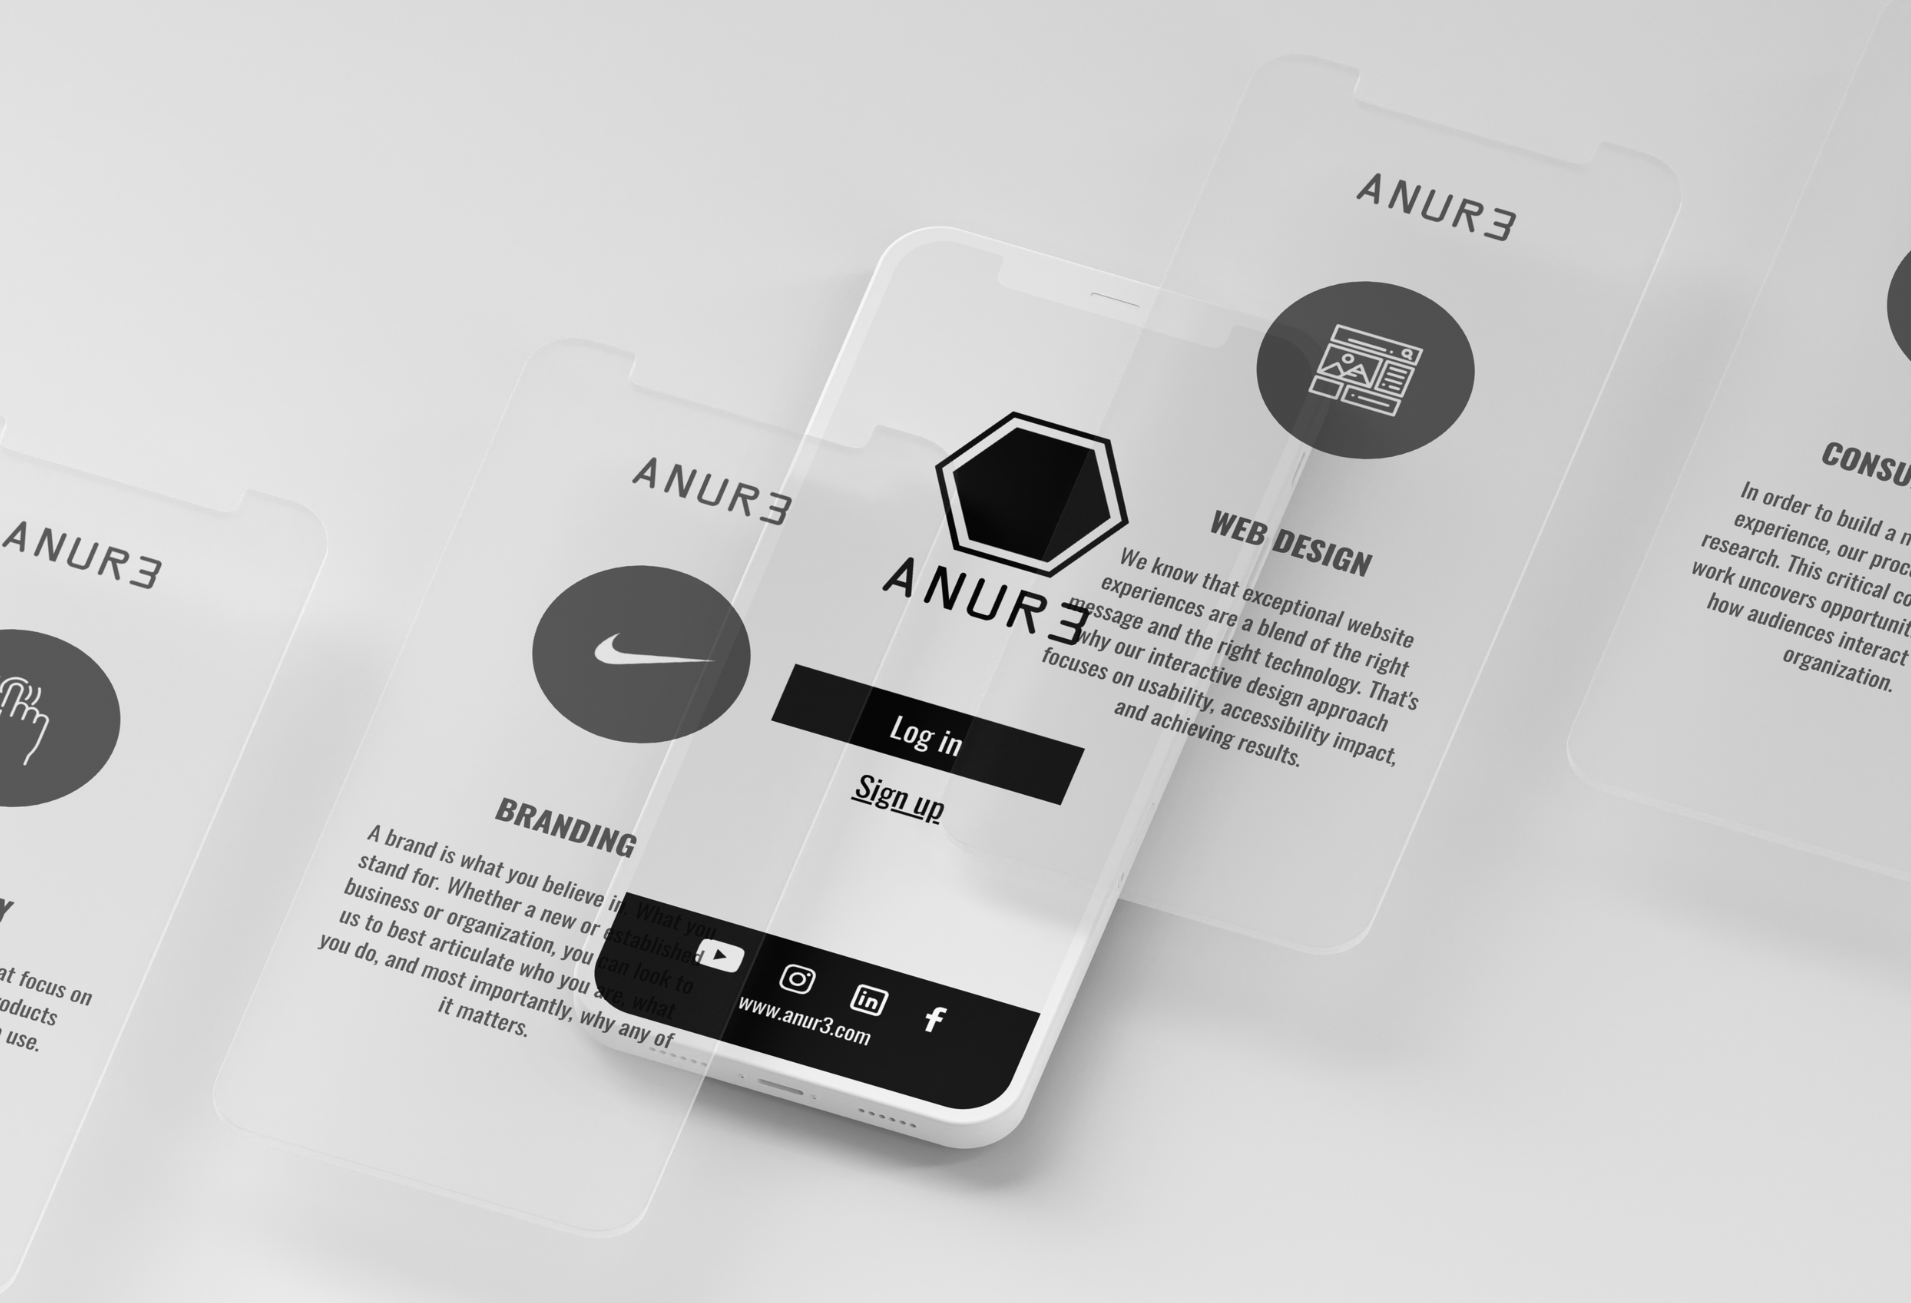 ANUR3
Y
at focus on
oducts
use.
ANUR3
BRANDING
A brand is what you believe in. What you
stand for. Whether a new or established
business or organization, you can look to
us to best articulate who you are, what
you do, and most importantly, why any of
it matters.
ANUR3
Log in
Sign up
in
www.anur3.com
ANUR3
WEB DESIGN
We know that exceptional website
experiences are a blend of the right
message and the right technology. That's
why our interactive design approach
focuses on usability, accessibility impact,
and achieving results.
CONSU
In order to build a
experience, our proc
research. This critical co
work uncovers opportunit
how audiences interact
organization.